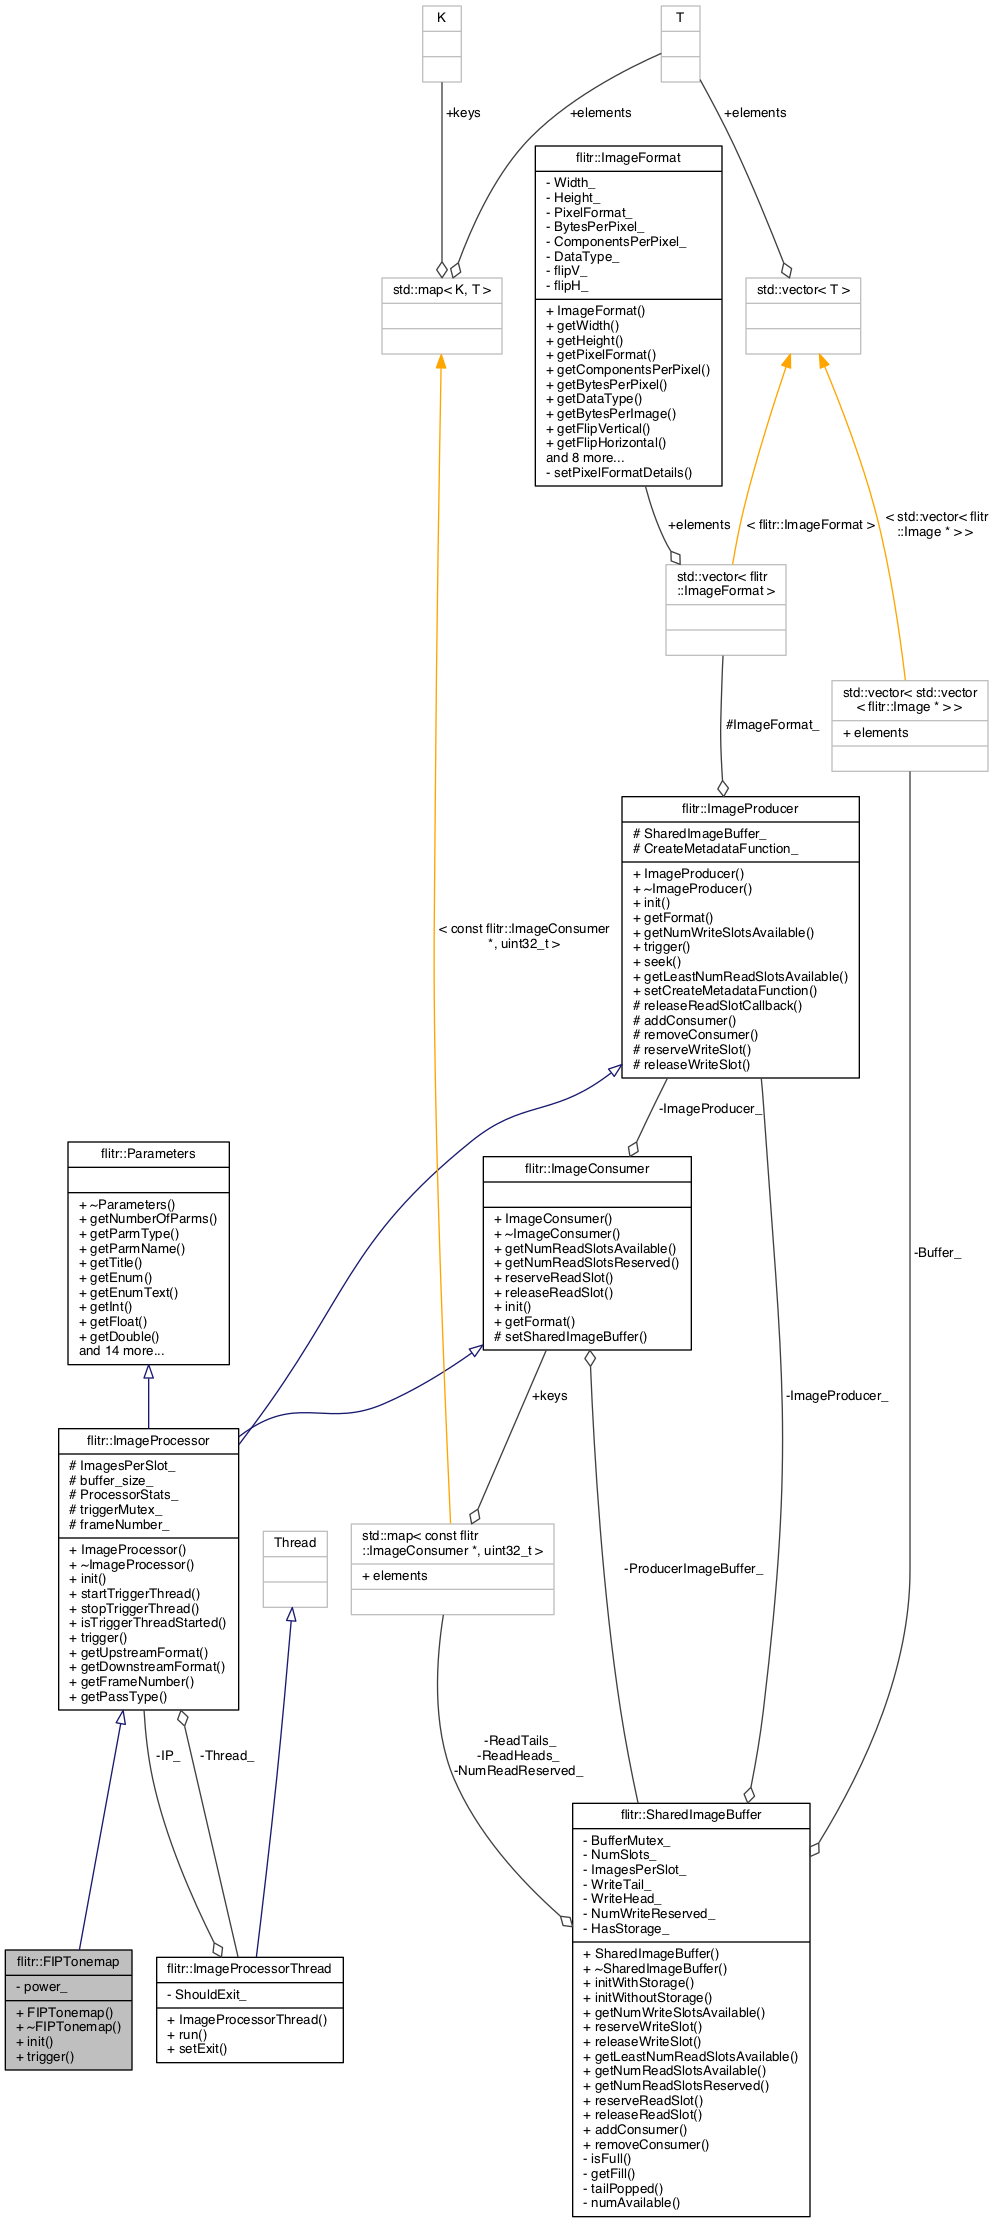 K
T
+keys
+elements
+elements
flitr::ImageFormat
- Width_
- Height_
- PixelFormat_
- BytesPerPixel_
- ComponentsPerPixel_
- DataType_
- flipV_
- flipH_
+ ImageFormat()
+ getWidth()
+ getHeight()
+ getPixelFormat()
+ getComponentsPerPixel()
+ getBytesPerPixel()
+ getDataType()
+ getBytesPerImage()
+ getFlipVertical()
+ getFlipHorizontal()
and 8 more...
- setPixelFormatDetails()
std::map< K, T >
std::vector< T >
+elements
< flitr::ImageFormat >
< std::vector< flitr
::Image * > >
std::vector< flitr
::ImageFormat >
std::vector< std::vector
< flitr::Image * > >
+ elements
#ImageFormat_
flitr::ImageProducer
# SharedImageBuffer_
# CreateMetadataFunction_
+ ImageProducer()
+ ~ImageProducer()
+ init()
+ getFormat()
+ getNumWriteSlotsAvailable()
+ trigger()
+ seek()
+ getLeastNumReadSlotsAvailable()
+ setCreateMetadataFunction()
# releaseReadSlotCallback()
# addConsumer()
# removeConsumer()
# reserveWriteSlot()
# releaseWriteSlot()
< const flitr::ImageConsumer
*, uint32_t >
-ImageProducer_
flitr::Parameters
+ ~Parameters()
+ getNumberOfParms()
+ getParmType()
+ getParmName()
+ getTitle()
+ getEnum()
+ getEnumText()
+ getInt()
+ getFloat()
+ getDouble()
and 14 more...
flitr::ImageConsumer
+ ImageConsumer()
+ ~ImageConsumer()
+ getNumReadSlotsAvailable()
+ getNumReadSlotsReserved()
+ reserveReadSlot()
+ releaseReadSlot()
+ init()
+ getFormat()
# setSharedImageBuffer()
-Buffer_
+keys
-ImageProducer_
flitr::ImageProcessor
# ImagesPerSlot_
# buffer_size_
# ProcessorStats_
# triggerMutex_
# frameNumber_
+ ImageProcessor()
+ ~ImageProcessor()
+ init()
+ startTriggerThread()
+ stopTriggerThread()
+ isTriggerThreadStarted()
+ trigger()
+ getUpstreamFormat()
+ getDownstreamFormat()
+ getFrameNumber()
+ getPassType()
Thread
std::map< const flitr
::ImageConsumer *, uint32_t >
+ elements
-ProducerImageBuffer_
-IP_
-Thread_
-ReadTails_
-ReadHeads_
-NumReadReserved_
flitr::FIPTonemap
- power_
+ FIPTonemap()
+ ~FIPTonemap()
+ init()
+ trigger()
flitr::ImageProcessorThread
- ShouldExit_
+ ImageProcessorThread()
+ run()
+ setExit()
flitr::SharedImageBuffer
- BufferMutex_
- NumSlots_
- ImagesPerSlot_
- WriteTail_
- WriteHead_
- NumWriteReserved_
- HasStorage_
+ SharedImageBuffer()
+ ~SharedImageBuffer()
+ initWithStorage()
+ initWithoutStorage()
+ getNumWriteSlotsAvailable()
+ reserveWriteSlot()
+ releaseWriteSlot()
+ getLeastNumReadSlotsAvailable()
+ getNumReadSlotsAvailable()
+ getNumReadSlotsReserved()
+ reserveReadSlot()
+ releaseReadSlot()
+ addConsumer()
+ removeConsumer()
- isFull()
- getFill()
- tailPopped()
- numAvailable()